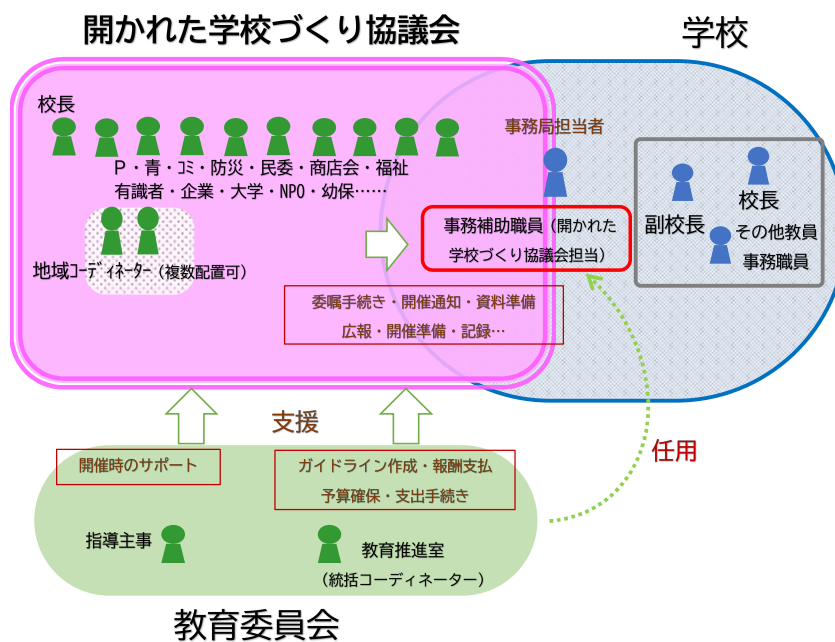 開かれた学校づくり協議会
学校
校長
P・青・コミ・防災・民委・商店会・福祉
有識者・企業・大学・NPO・幼保……
地域コーディネーター（複数配置可）
事務局担当者
事務補助職員（開かれた
学校づくり協議会担当）
副校長
校長
その他教員
事務職員
委嘱手続き・開催通知・資料準備
広報・開催準備・記録…
支援
任用
開催時のサポート
ガイドライン作成・報酬支払
予算確保・支出手続き
指導主事
教育推進室
（統括コーディネーター）
教育委員会